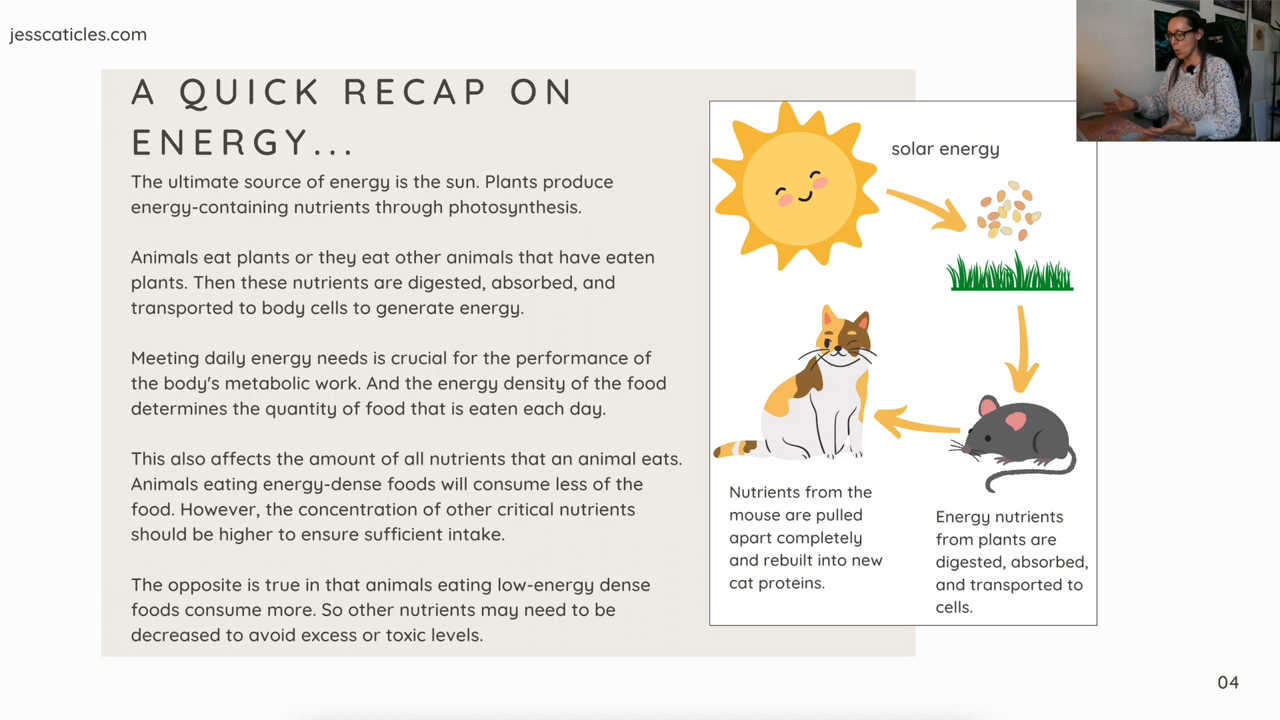 jesscaticles.com
A QUICK RECAP ON
ENERGY...
The ultimate source of energy is the sun. Plants produce
energy-containing nutrients through photosynthesis.
Animals eat plants or they eat other animals that have eaten
plants. Then these nutrients are digested, absorbed, and
transported to body cells to generate energy.
Meeting daily energy needs is crucial for the performance of
the body's metabolic work. And the energy density of the food
determines the quantity of food that is eaten each day.
This also affects the amount of all nutrients that an animal eats.
Animals eating energy-dense foods will consume less of the
food. However, the concentration of other critical nutrients
should be higher to ensure sufficient intake.
The opposite is true in that animals eating low-energy dense
foods consume more. So other nutrients may need to be
decreased to avoid excess or toxic levels.
solar energy
Nutrients from the
mouse are pulled
apart completely
and rebuilt into new
cat proteins.
Energy nutrients
from plants are
digested, absorbed,
and transported to
cells.
04